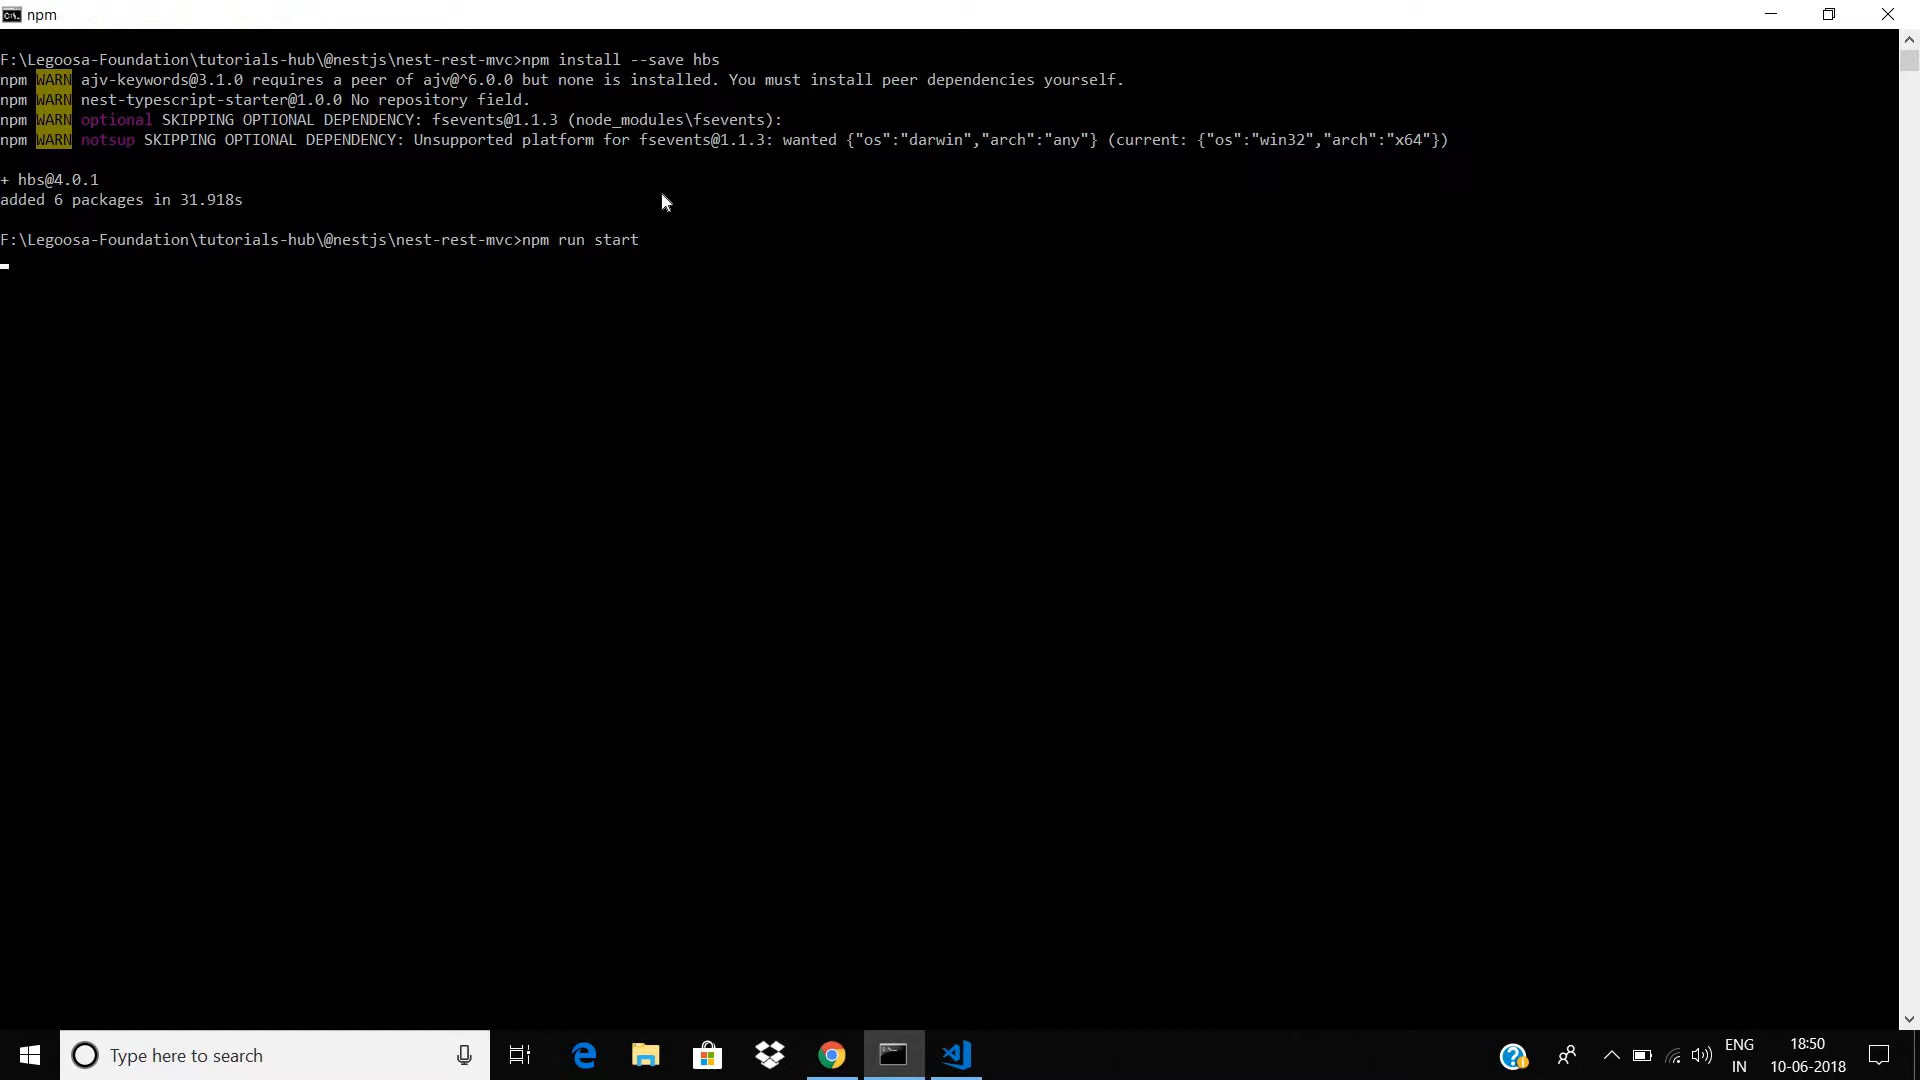 npm
F:\Legoosa-Foundation\tutorials-hub\@nestjs\nest-rest-mvc>npm install --save hbs
npm WARN ajv-keywords@3.1.0 requires a peer of ajv@^6.0.0 but none is installed. You must install peer dependencies yourself.
npm WARN nest-typescript-starter@1.0.0 No repository field.
npm WARN optional SKIPPING OPTIONAL DEPENDENCY: fsevents@1.1.3 (node_modules\fsevents):
npm WARN notsup SKIPPING OPTIONAL DEPENDENCY: Unsupported platform for fsevents@1.1.3: wanted {"os":"darwin","arch":"any"} (current: {"os":"win32","arch":"x64"})
+ hbs@4.0.1
added 6 packages in 31.918s
F:\Legoosa-Foundation\tutorials-hub\@nestjs\nest-rest-mvc>npm run start
Type here to search
ENG
IN
18:50
10-06-2018